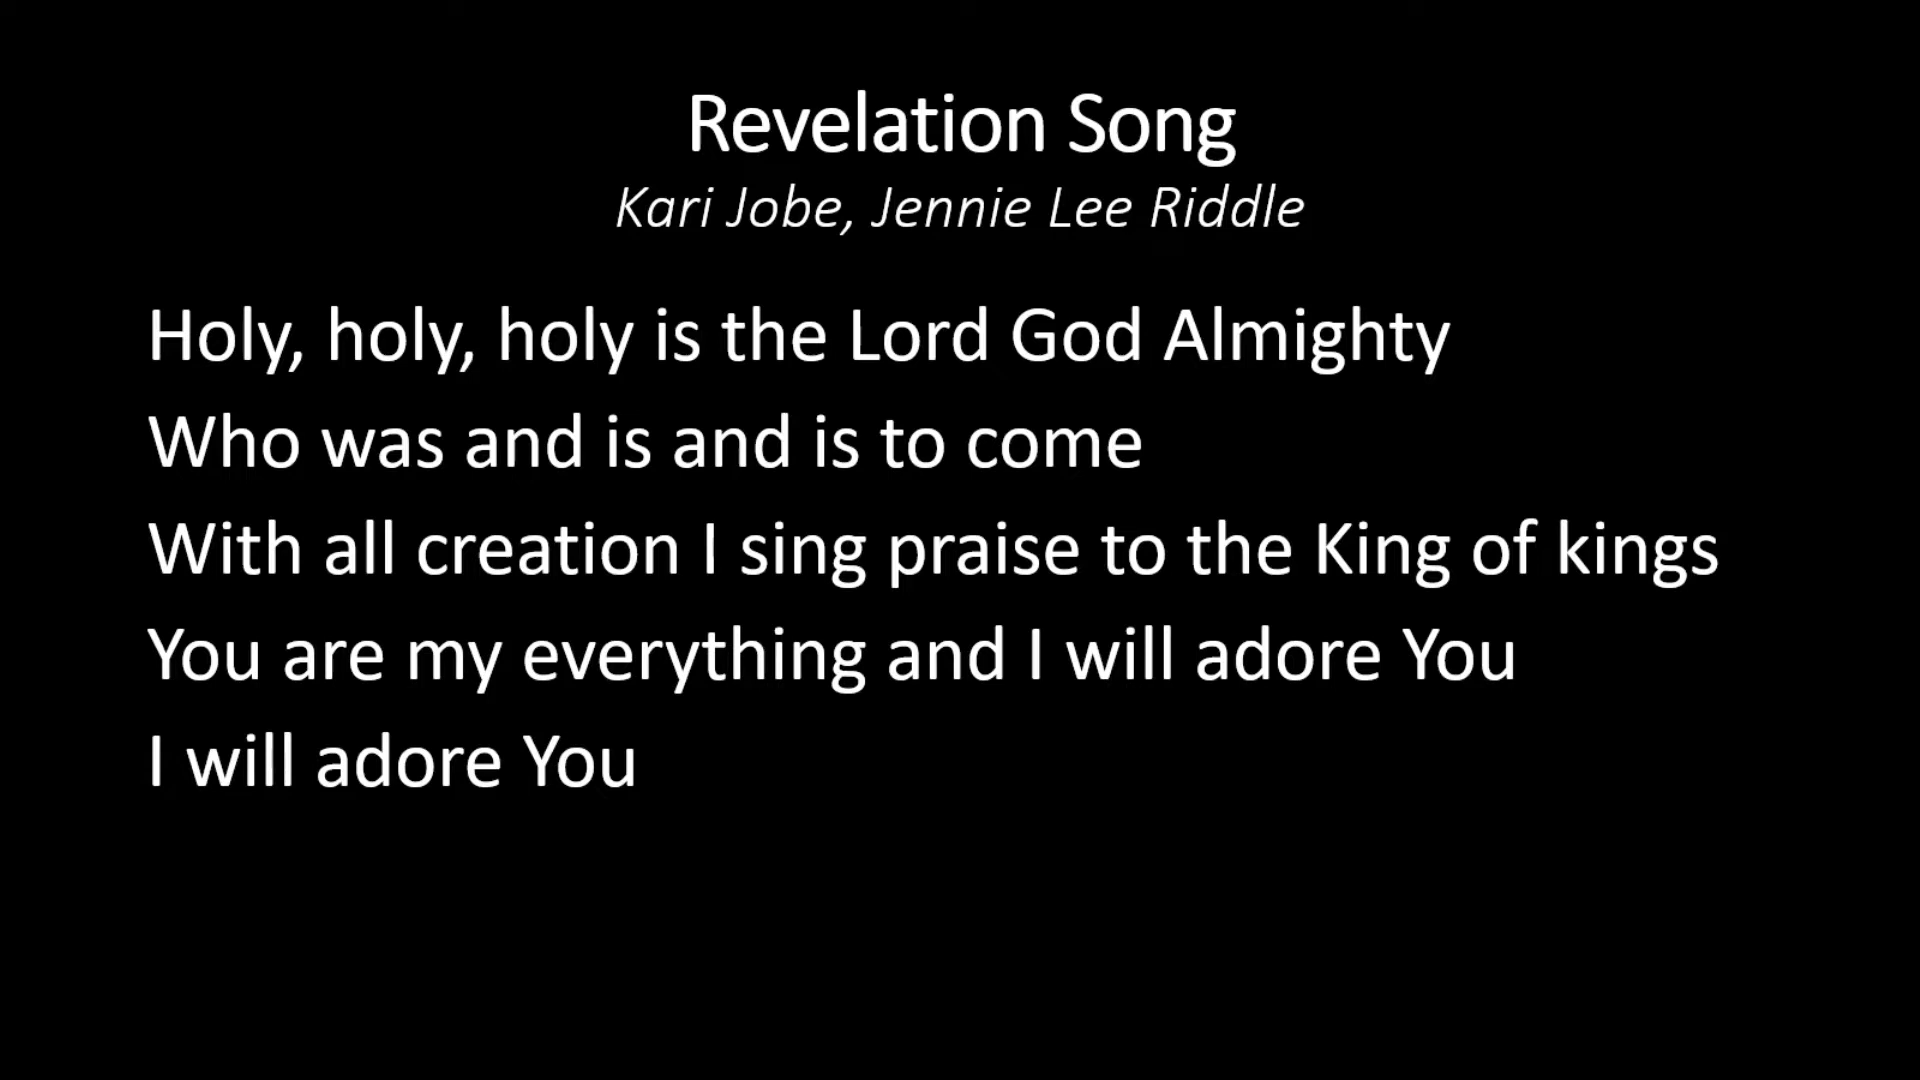 Revelation Song
Kari Jobe, Jennie Lee Riddle
Holy, holy, holy is the Lord God Almighty
Who was and is and is to come
With all creation I sing praise to the King of kings
You are my everything and I will adore You
I will adore You